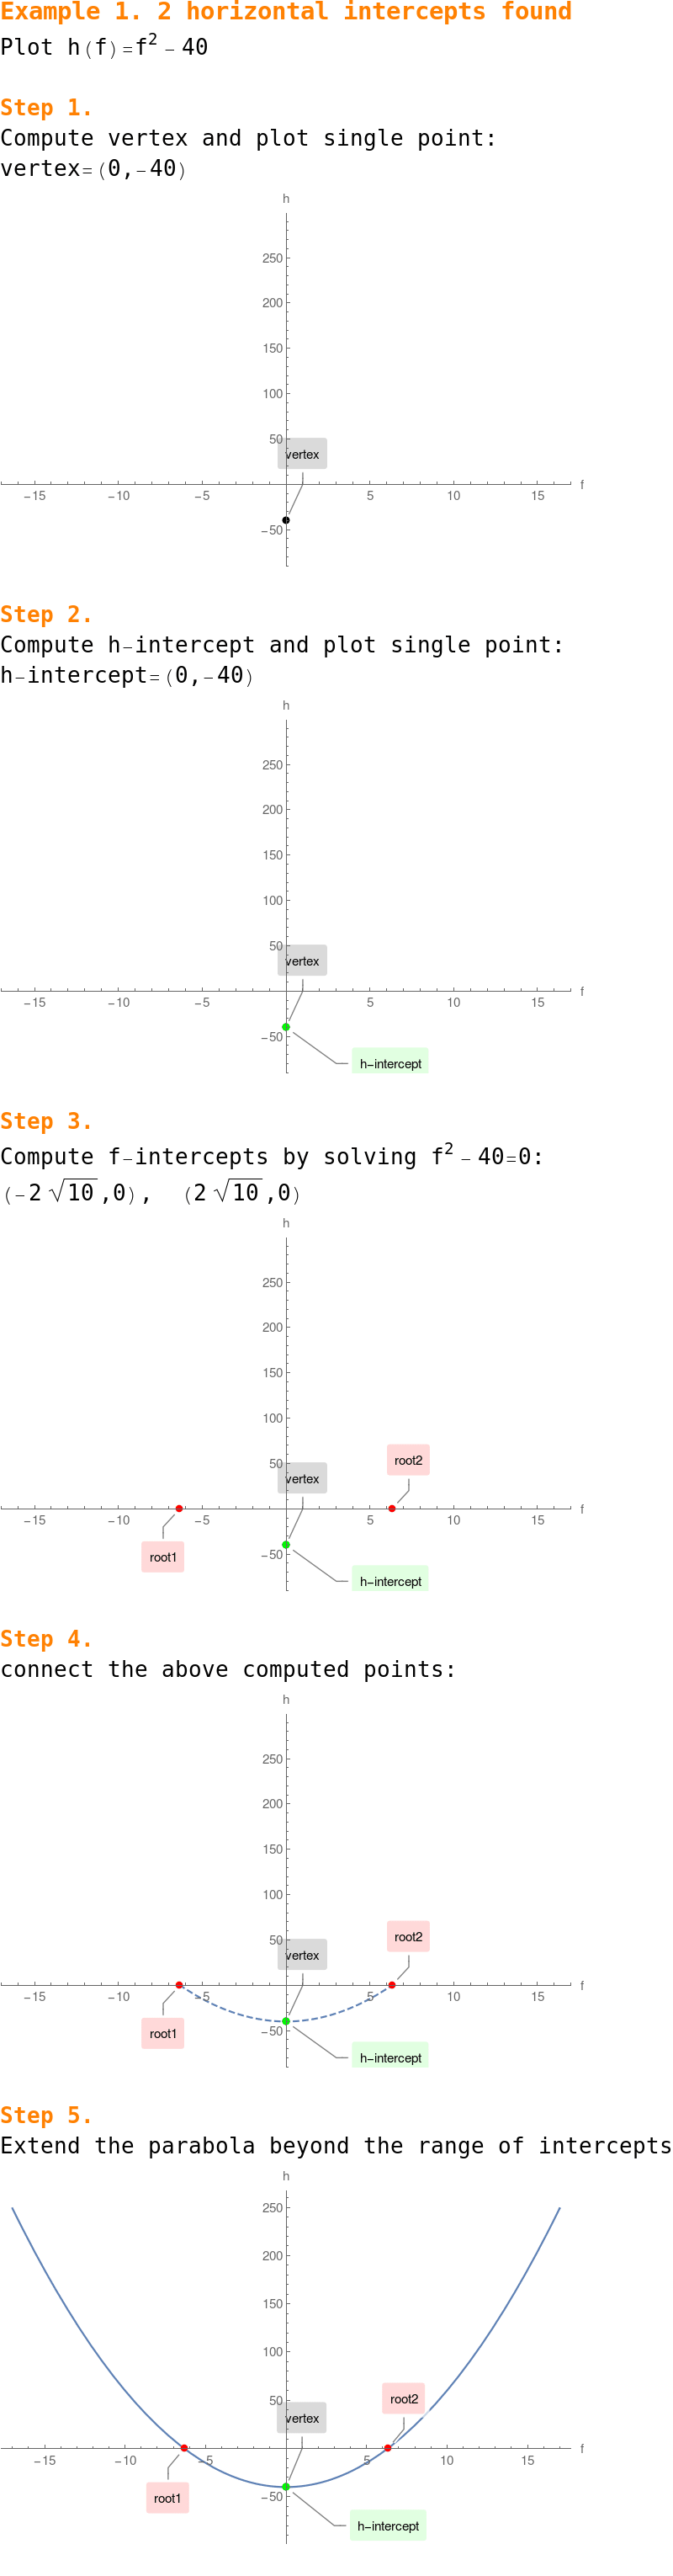 Example 1. 2 horizontal intercepts found
Plot h(f)=f² − 40
Step 1.
Compute vertex and plot single point:
vertex=(0,−40)
h
250
200
150
100
50
vertex
−15 −10 −5 5 10 15 f
−50
Step 2.
Compute h−intercept and plot single point:
h−intercept=(0,−40)
h
250
200
150
100
50
vertex
−15 −10 −5 5 10 15 f
−50
h−intercept
Step 3.
Compute f−intercepts by solving f² − 40=0:
(−2 √10 ,0), (2 √10 ,0)
h
250
200
150
100
50
root2
vertex
−15 −10 −5 5 10 15 f
root1
−50
h−intercept
Step 4.
connect the above computed points:
h
250
200
150
100
50
root2
vertex
−15 −10 −5 5 10 15 f
root1
−50
h−intercept
Step 5.
Extend the parabola beyond the range of intercepts
h
250
200
150
100
50
root2
vertex
−15 −10 −5 5 10 15 f
root1
−50
h−intercept